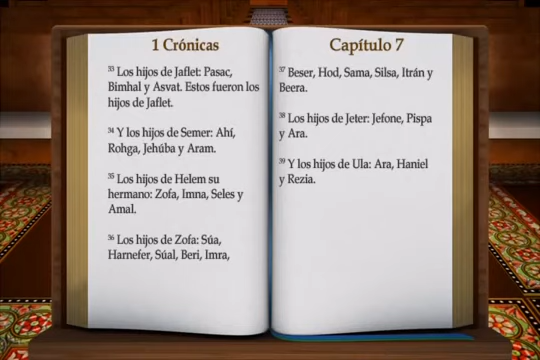 1 Crónicas
33 Los hijos de Jaflet: Pasac,
Bimhal y Asvat. Estos fueron los
hijos de Jaflet.
34 Y los hijos de Semer: Ahí,
Rohga, Jehúba y Aram.
35 Los hijos de Helem su
hermano: Zofa, Imna, Seles y
Amal.
36 Los hijos de Zofa: Súa,
Harnefer, Súal, Beri, Imra,
Capítulo 7
37 Beser, Hod, Sama, Silsa, Itrán y
Beera.
38 Los hijos de Jeter: Jefone, Pispa
y Ara.
39 Y los hijos de Ula: Ara, Haniel
y Rezia.